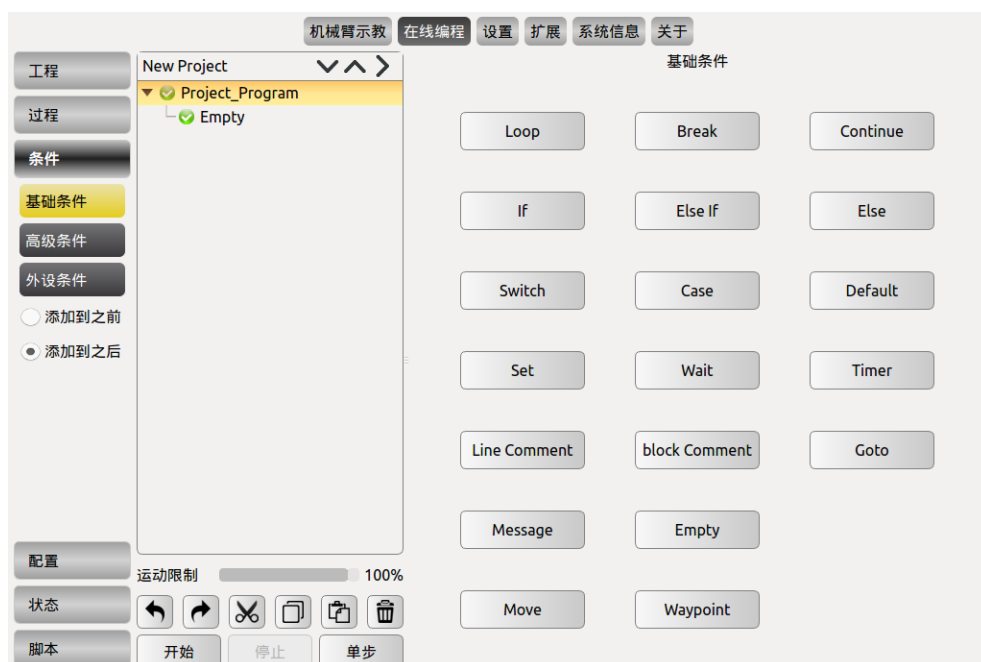 机械臂示教 在线编程 设置 扩展 系统信息 关于
工程
过程
条件
基础条件
高级条件
外设条件
添加到之前
添加到之后
配置
状态
脚本
New Project
Project_Program
Empty
运动限制 100%
开始 停止 单步
基础条件
Loop Break Continue
If Else If Else
Switch Case Default
Set Wait Timer
Line Comment block Comment Goto
Message Empty
Move Waypoint